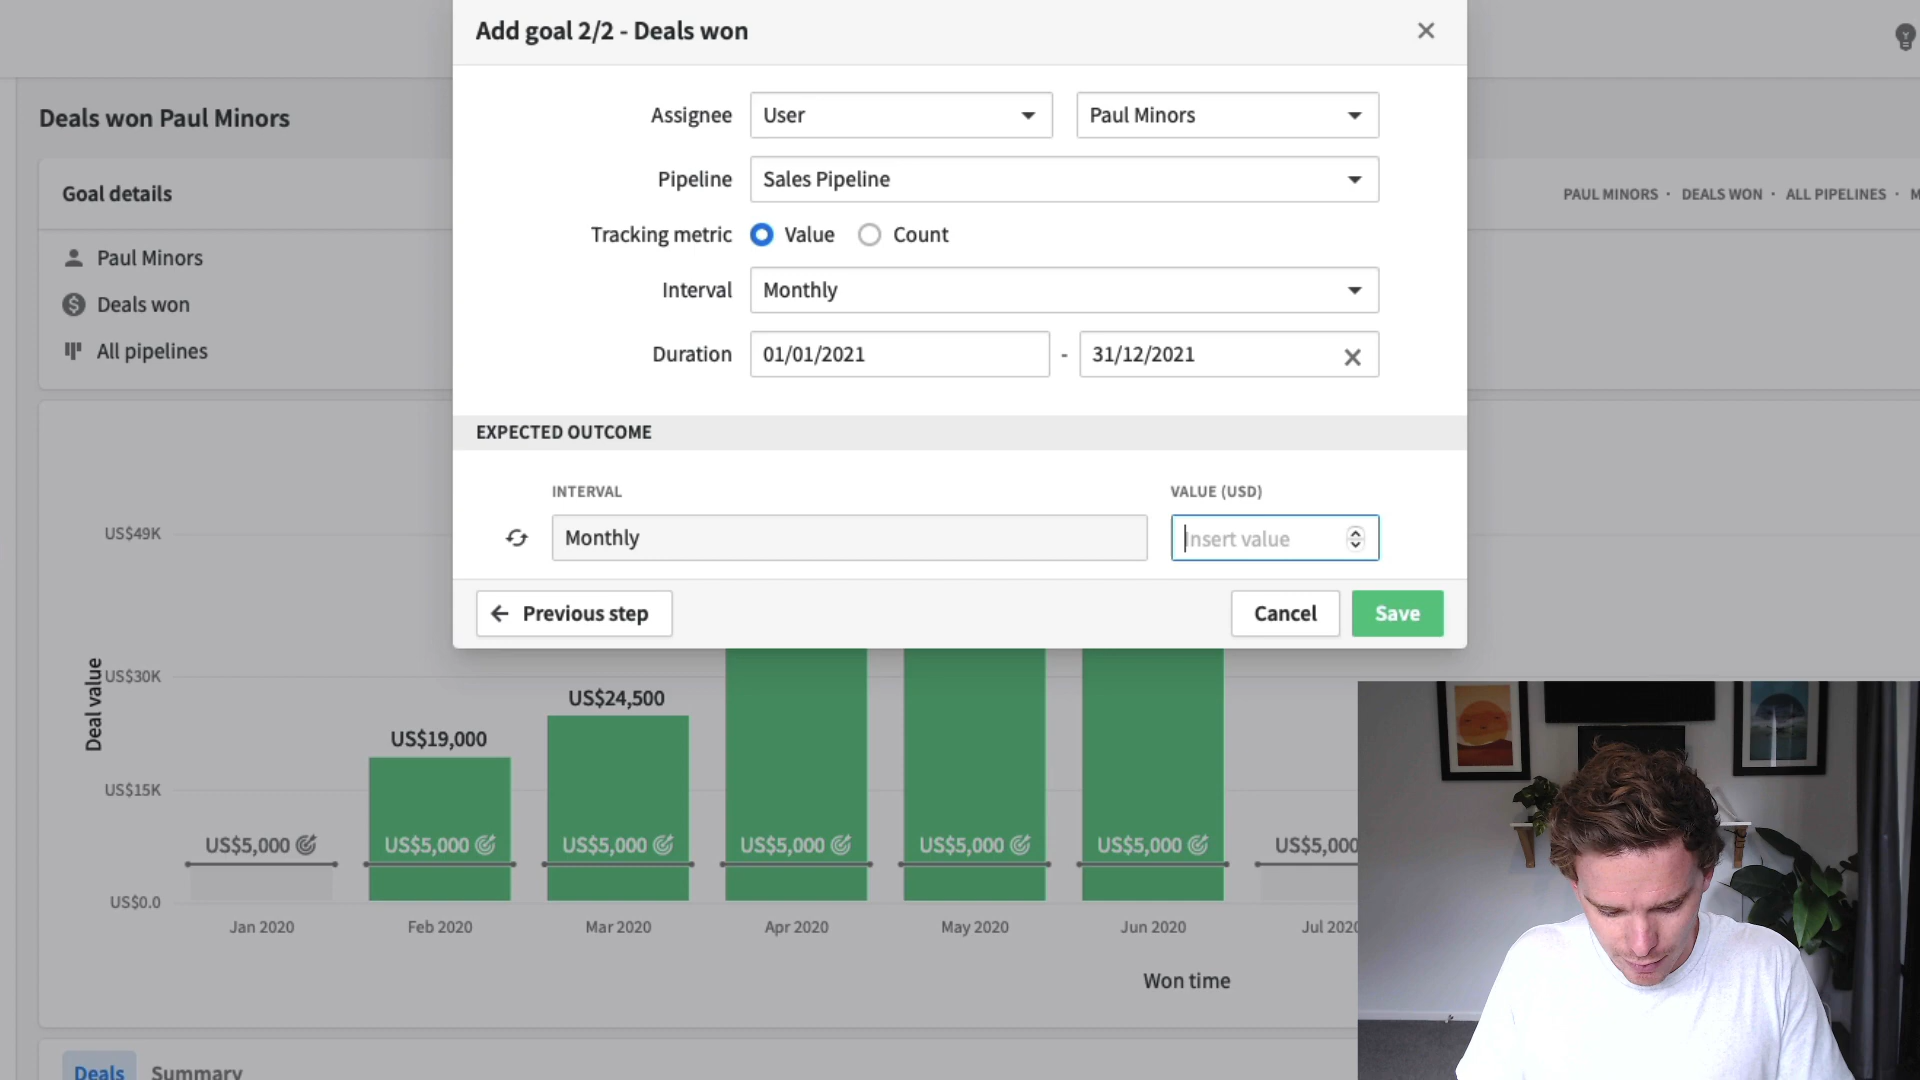 Add goal 2/2 - Deals won
Deals won Paul Minors
Goal details
Paul Minors
Deals won
All pipelines
PAUL MINORS · DEALS WON · ALL PIPELINES · M
Assignee User Paul Minors
Pipeline Sales Pipeline
Tracking metric Value Count
Interval Monthly
Duration 01/01/2021 - 31/12/2021
EXPECTED OUTCOME
INTERVAL VALUE (USD)
Monthly Insert value
Previous step Cancel Save
Deal value
US$49K
US$30K
US$15K
US$0.0
US$24,500
US$19,000
US$5,000 US$5,000 US$5,000 US$5,000 US$5,000 US$5,000 US$5,000
Jan 2020 Feb 2020 Mar 2020 Apr 2020 May 2020 Jun 2020 Jul 2020
Won time
Deals Summary